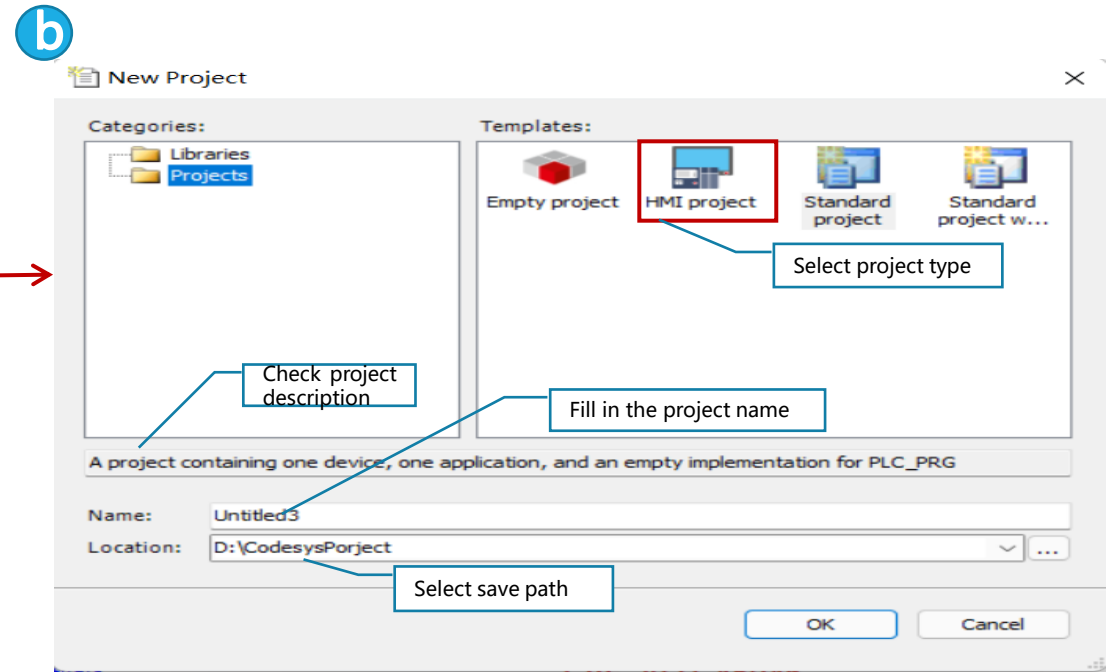 b
New Project
Categories:
Templates:
Libraries
Projects
Empty project
HMI project
Standard
project
Standard
project w...
Select project type
Check project
description
Fill in the project name
A project containing one device, one application, and an empty implementation for PLC_PRG
Name:
Untitled3
Location:
D:\CodesysPorject
...
Select save path
OK
Cancel